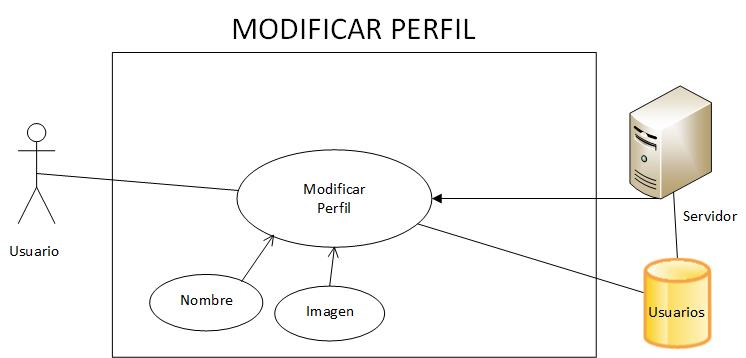 MODIFICAR PERFIL
Modificar
Perfil
Usuario
Servidor
Nombre
Imagen
Usuarios